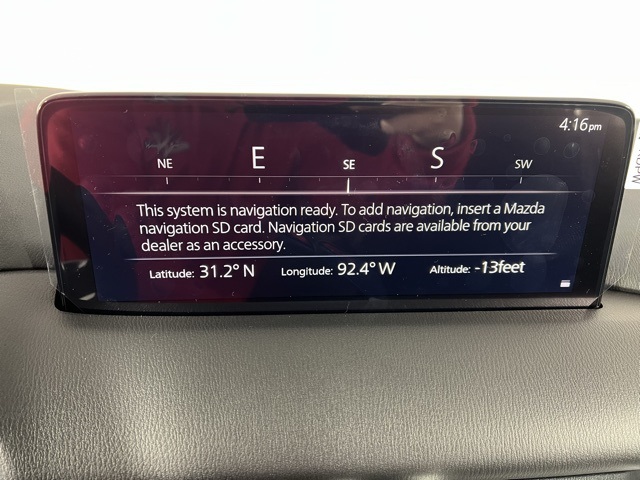 4:16pm
NE E SE S SW
This system is navigation ready. To add navigation, insert a Mazda
navigation SD card. Navigation SD cards are available from your
dealer as an accessory.
Latitude: 31.2° N Longitude: 92.4° W Altitude: -13feet